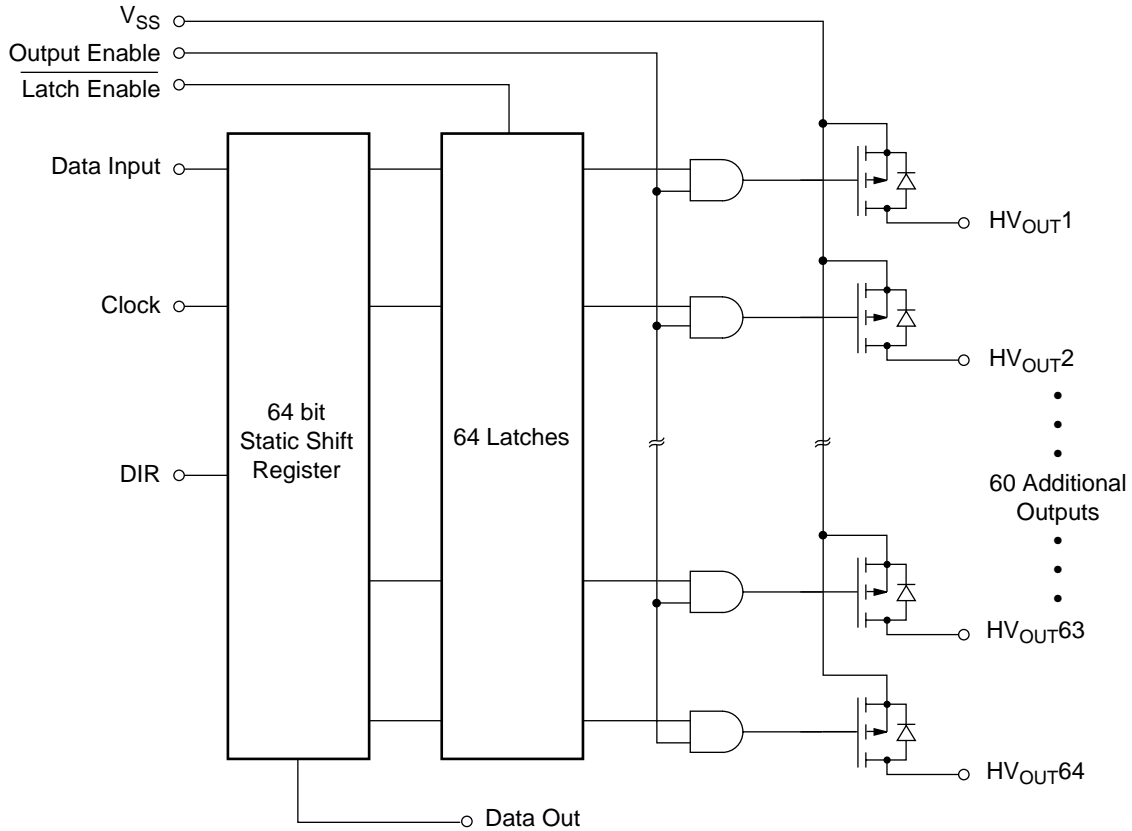 VSS
Output Enable
Latch Enable
Data Input
Clock
DIR
64 bit
Static Shift
Register
64 Latches
HVOUT1
HVOUT2
60 Additional
Outputs
HVOUT63
HVOUT64
Data Out